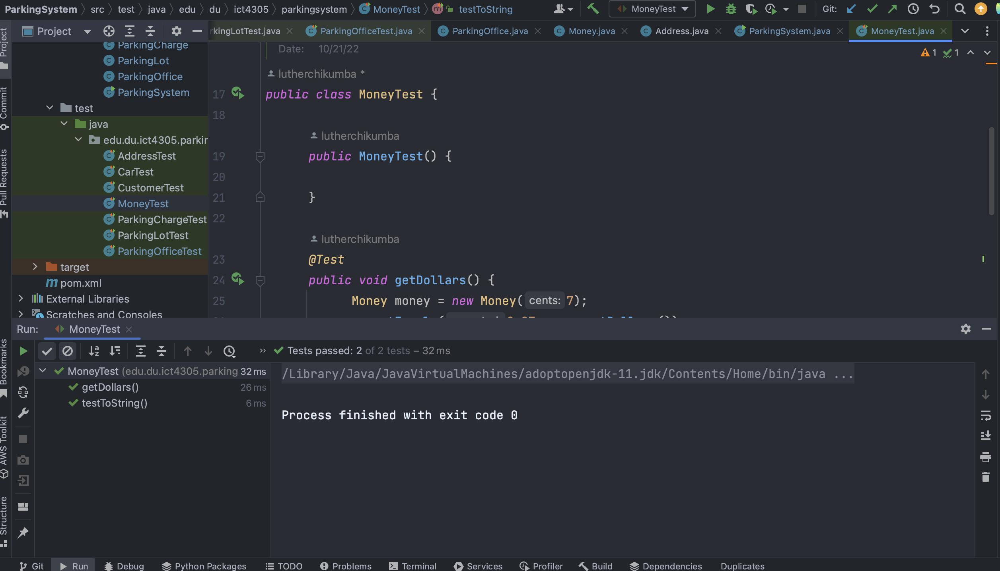 ParkingSystem src test java edu du ict4305 parkingsystem MoneyTest testToString MoneyTest Git:
Project rkingLotTest.java ParkingOfficeTest.java ParkingOffice.java Money.java Address.java ParkingSystem.java MoneyTest.java
Project
Commit
Pull Requests
Bookmarks
AWS Toolkit
Structure
ParkingCharge
ParkingLot
ParkingOffice
ParkingSystem
test
java
edu.du.ict4305.parkir
AddressTest
CarTest
CustomerTest
MoneyTest
ParkingChargeTest
ParkingLotTest
ParkingOfficeTest
target
pom.xml
External Libraries
Scratches and Consoles
Date: 10/21/22
1 1
lutherchikumba *
17 public class MoneyTest {
18
lutherchikumba
19 public MoneyTest() {
20
21 }
22
lutherchikumba
23 @Test
24 public void getDollars() {
25 Money money = new Money( cents: 7);
Run: MoneyTest
Tests passed: 2 of 2 tests – 32 ms
MoneyTest (edu.du.ict4305.parking 32 ms
getDollars() 26 ms
testToString() 6 ms
/Library/Java/JavaVirtualMachines/adoptopenjdk-11.jdk/Contents/Home/bin/java ...
Process finished with exit code 0
Git Run Debug Python Packages TODO Problems Terminal Services Profiler Build Dependencies Duplicates